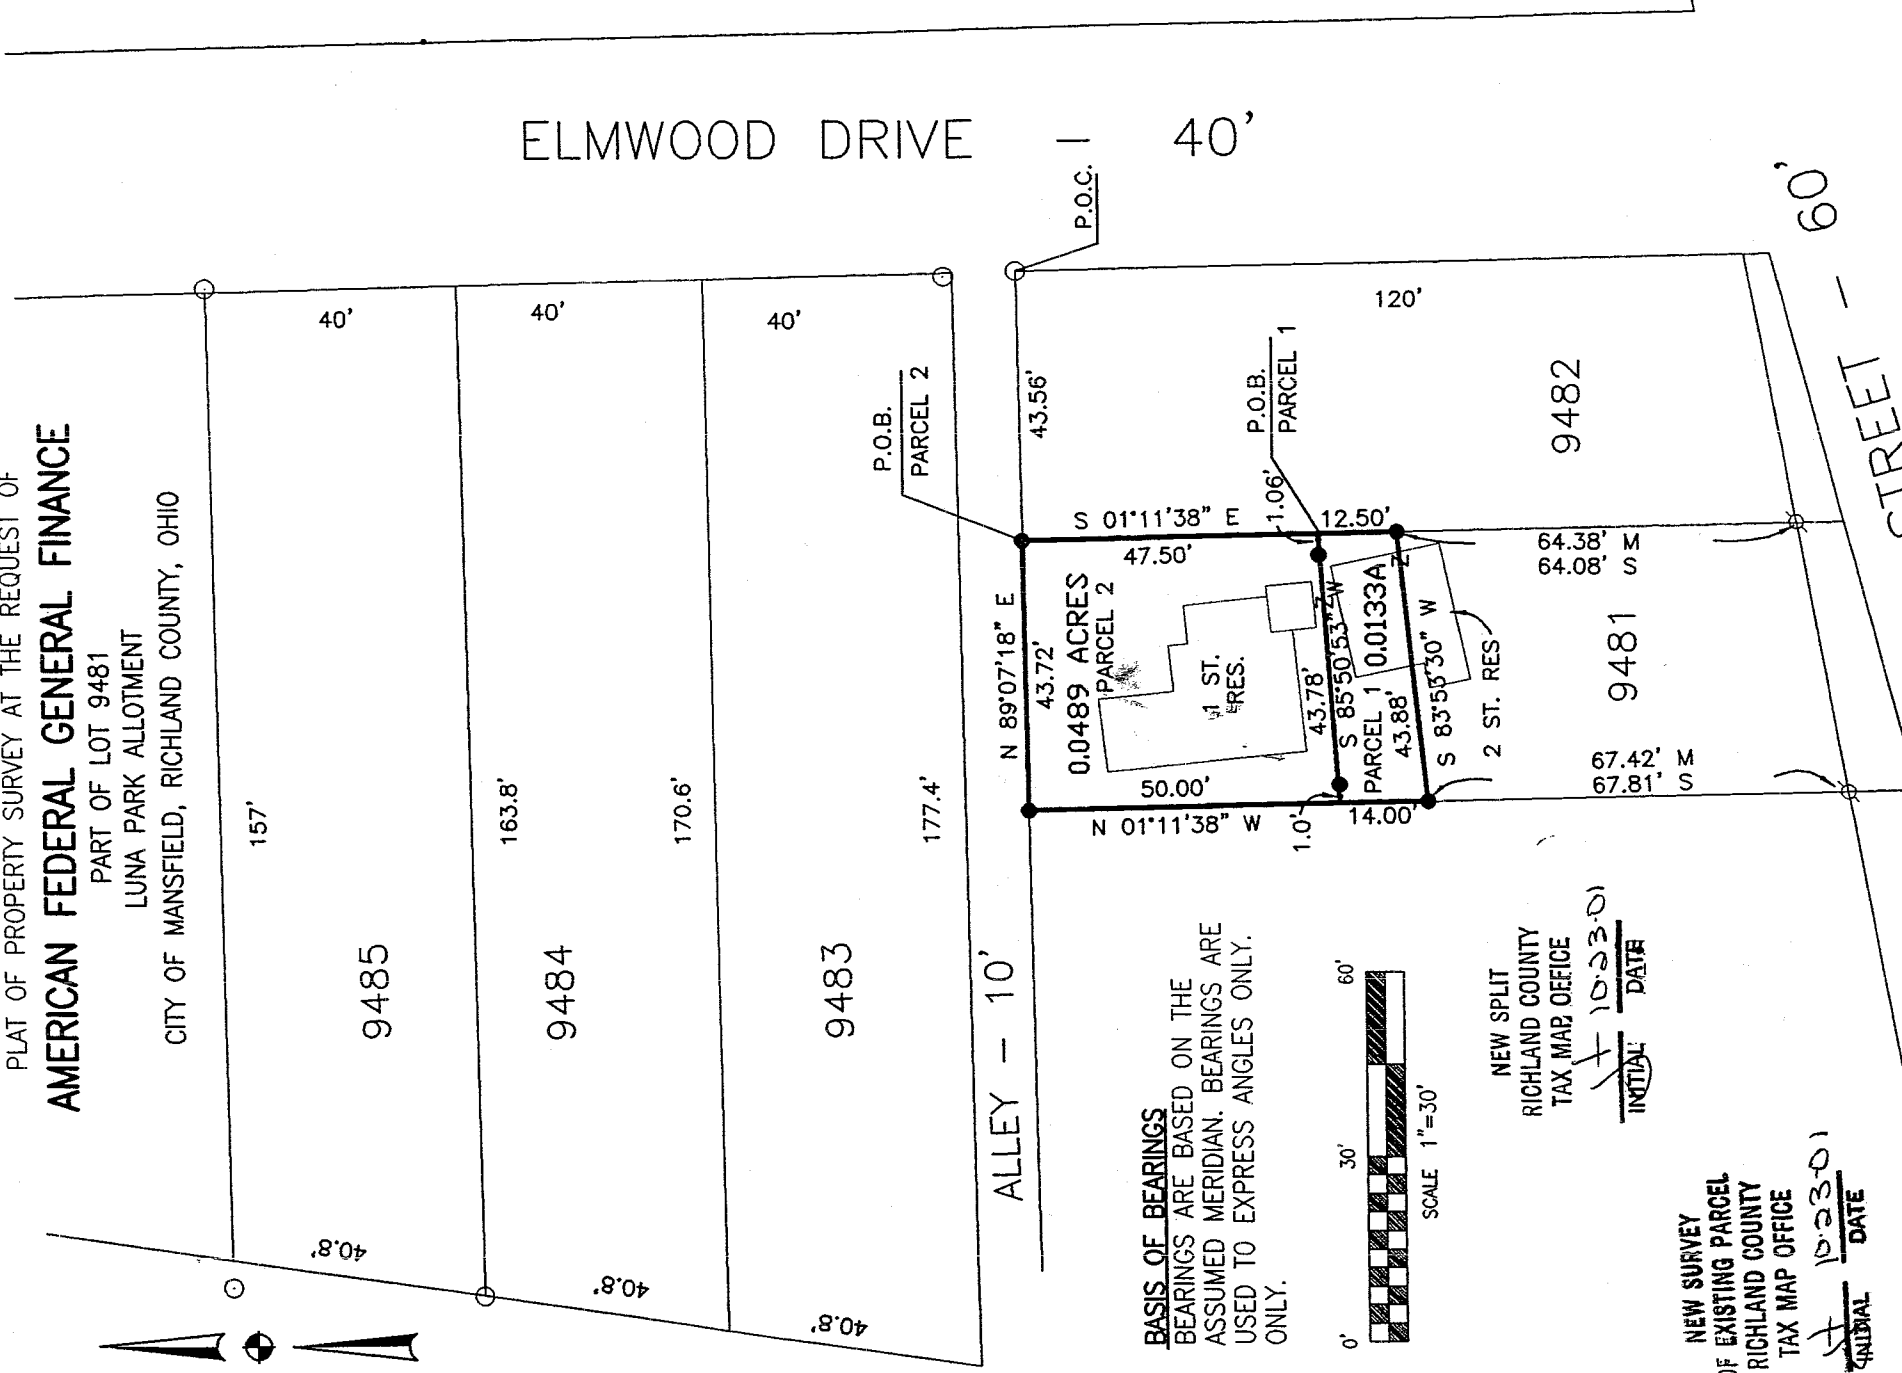 PLAT OF PROPERTY SURVEY AT THE REQUEST OF
AMERICAN FEDERAL GENERAL FINANCE
PART OF LOT 9481
LUNA PARK ALLOTMENT
CITY OF MANSFIELD, RICHLAND COUNTY, OHIO
ELMWOOD DRIVE - 40'
P.O.C.
40'
40'
40'
157'
163.8'
170.6'
177.4'
9485
9484
9483
40.8'
40.8'
40.8'
ALLEY - 10'
P.O.B.
PARCEL 2
43.56'
120'
P.O.B.
PARCEL 1
9482
STREET - 60'
S 01°11'38" E
47.50'
1.06'
12.50'
64.38' M
64.08' S
N 89°07'18" E
43.72'
0.0489 ACRES
PARCEL 2
1 ST.
RES.
43.78'
S 85°50'53" W
PARCEL 1 0.0133A
43.88'
S 83°53'30" W
2 ST. RES
9481
50.00'
N 01°11'38" W
1.0'
14.00'
67.42' M
67.81' S
BASIS OF BEARINGS
BEARINGS ARE BASED ON THE
ASSUMED MERIDIAN. BEARINGS ARE
USED TO EXPRESS ANGLES ONLY.
ONLY.
0' 30' 60'
SCALE 1"=30'
NEW SPLIT
RICHLAND COUNTY
TAX MAP OFFICE
10-23-01
INITIAL DATE
NEW SURVEY
OF EXISTING PARCEL
RICHLAND COUNTY
TAX MAP OFFICE
10-23-01
INITIAL DATE